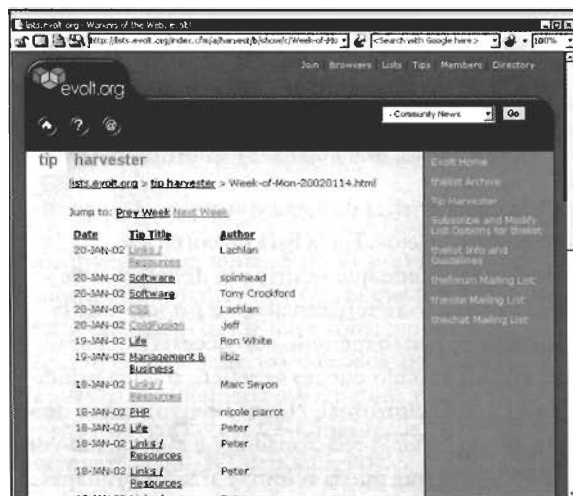 lists.evolt.org - Workers of the Web, evolt!
http://lists.evolt.org/index.cfm/a/harvest/b/show/c/Week-of-Mo
<Search with Google here>
100%
Join Browsers Lists Tips Members Directory
evolt.org
- Community News
Go
?
@
tip harvester
lists.evolt.org > tip harvester > Week-of-Mon-20020114.html
Jump to: Prev Week Next Week
Date Tip Title Author
20-JAN-02 Links / Resources Lachlan
20-JAN-02 Software spinhead
20-JAN-02 Software Tony Crockford
20-JAN-02 CSS Lachlan
20-JAN-02 ColdFusion .jeff
19-JAN-02 Life Ron White
19-JAN-02 Management & Business
18-JAN-02 Links / Resources Marc Seyon
18-JAN-02 PHP nicole parrot
18-JAN-02 Life Peter
18-JAN-02 Links / Resources Peter
18-JAN-02 Links / Resources Peter
Evolt Home
thelist Archive
Tip Harvester
Subscribe and Modify
List Options for thelist
thelist Info and
Guidelines
theforum Mailing List
thesite Mailing List
thechat Mailing List